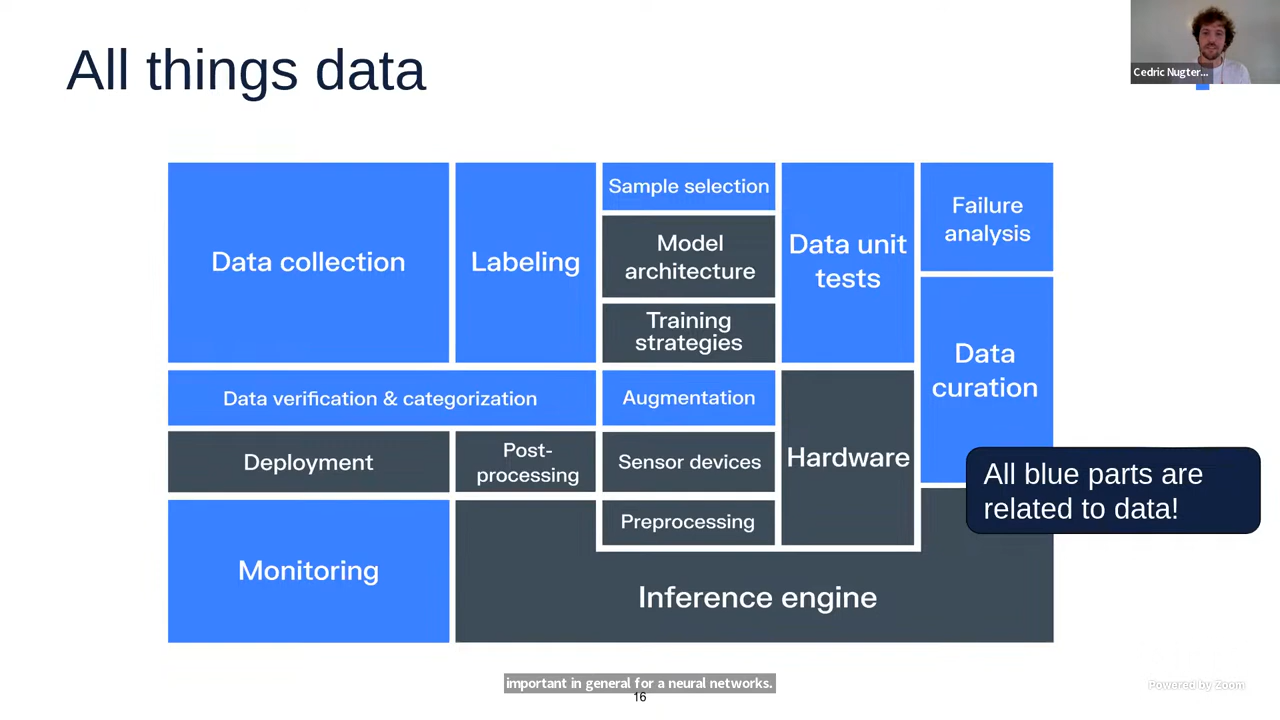 All things data
Cedric Nugter...
Data collection
Labeling
Sample selection
Model
architecture
Training
strategies
Data unit
tests
Failure
analysis
Data
curation
Data verification & categorization
Augmentation
Hardware
Deployment
Post-
processing
Sensor devices
Preprocessing
All blue parts are
related to data!
Monitoring
Inference engine
important in general for a neural networks.
16
Powered by Zoom